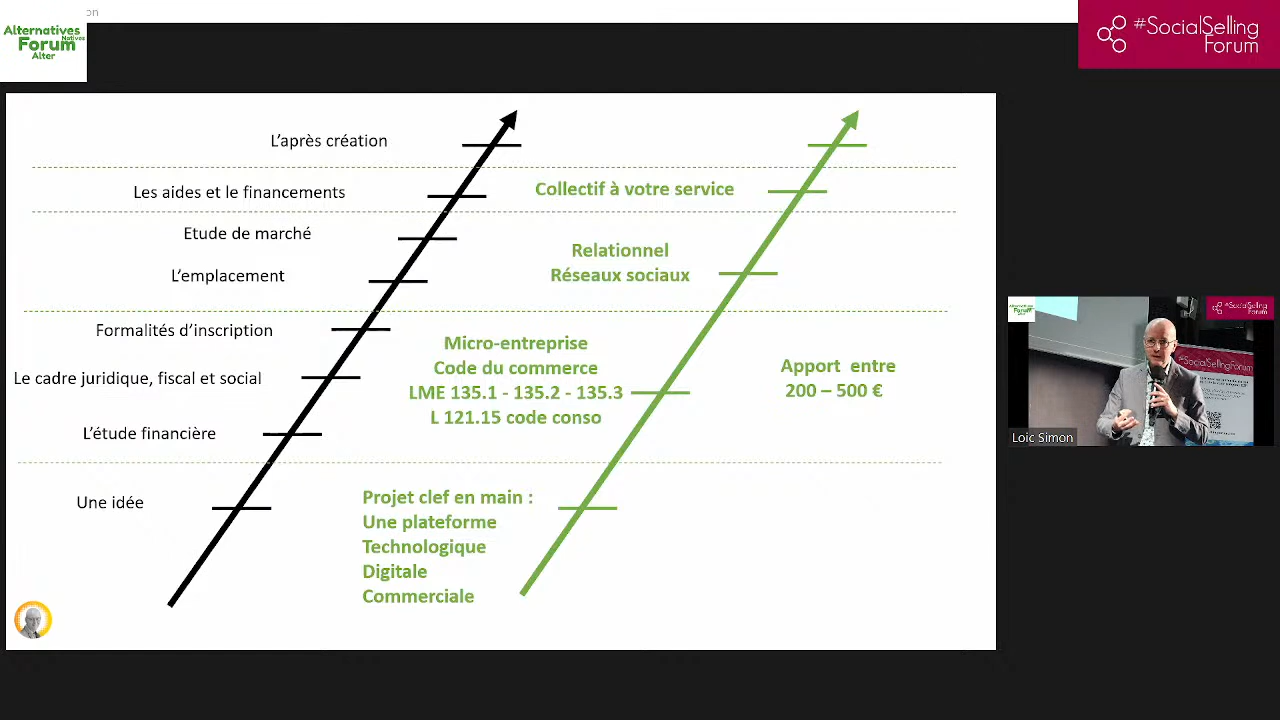 on
Alternatives
Natives
Forum
Alter
#SocialSelling
Forum
L'après création
Les aides et le financements
Collectif à votre service
Etude de marché
Relationnel
L'emplacement
Réseaux sociaux
Formalités d'inscription
Micro-entreprise
Code du commerce
Apport entre
Le cadre juridique, fiscal et social
LME 135.1 - 135.2 - 135.3
200 – 500 €
L 121.15 code conso
L'étude financière
Une idée
Projet clef en main :
Une plateforme
Technologique
Digitale
Commerciale
#SocialSelling
Forum
#SocialSellingForum
Loic Simon